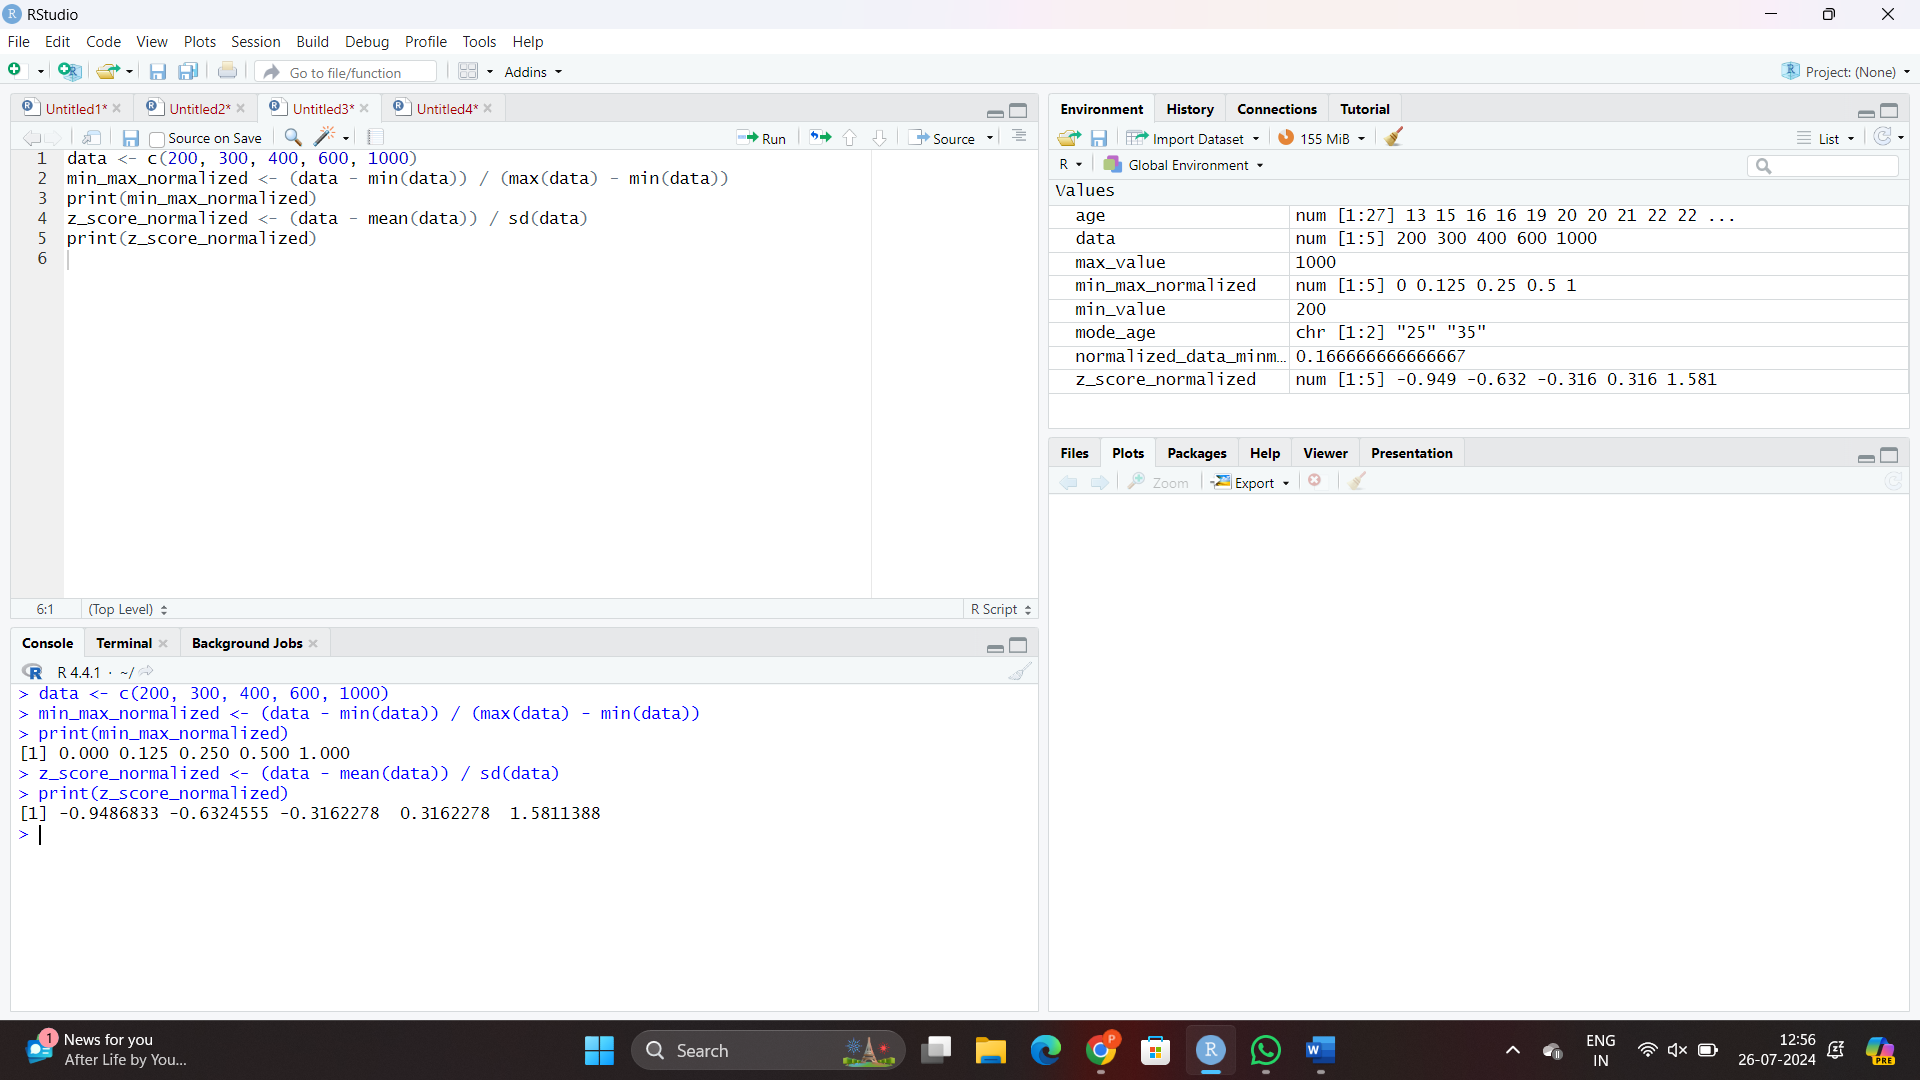 RStudio
File Edit Code View Plots Session Build Debug Profile Tools Help
Go to file/function Addins Project: (None)
Untitled1* Untitled2* Untitled3* Untitled4*
Source on Save Run Source
1 data <- c(200, 300, 400, 600, 1000)
2 min_max_normalized <- (data - min(data)) / (max(data) - min(data))
3 print(min_max_normalized)
4 z_score_normalized <- (data - mean(data)) / sd(data)
5 print(z_score_normalized)
6
6:1 (Top Level) R Script
Console Terminal Background Jobs
R 4.4.1 · ~/
> data <- c(200, 300, 400, 600, 1000)
> min_max_normalized <- (data - min(data)) / (max(data) - min(data))
> print(min_max_normalized)
[1] 0.000 0.125 0.250 0.500 1.000
> z_score_normalized <- (data - mean(data)) / sd(data)
> print(z_score_normalized)
[1] -0.9486833 -0.6324555 -0.3162278  0.3162278  1.5811388
>
Environment History Connections Tutorial
Import Dataset 155 MiB List
R Global Environment
Values
age num [1:27] 13 15 16 16 19 20 20 21 22 22 ...
data num [1:5] 200 300 400 600 1000
max_value 1000
min_max_normalized num [1:5] 0 0.125 0.25 0.5 1
min_value 200
mode_age chr [1:2] "25" "35"
normalized_data_minm… 0.166666666666667
z_score_normalized num [1:5] -0.949 -0.632 -0.316 0.316 1.581
Files Plots Packages Help Viewer Presentation
Zoom Export
1 News for you
After Life by You...
Search
P
R
W
ENG
IN
12:56
26-07-2024
PRE